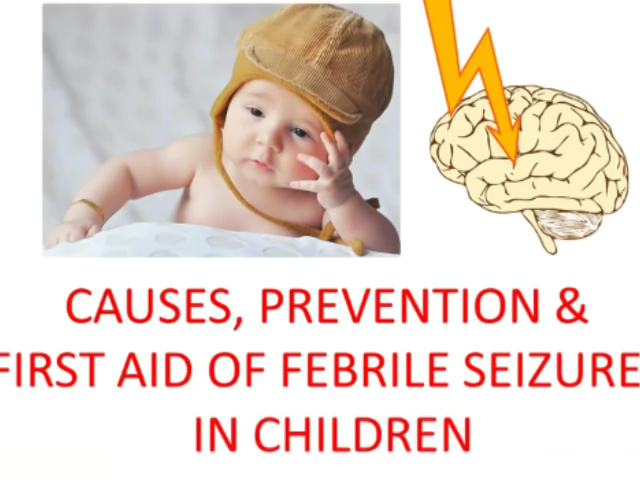 CAUSES, PREVENTION &
FIRST AID OF FEBRILE SEIZURE
IN CHILDREN